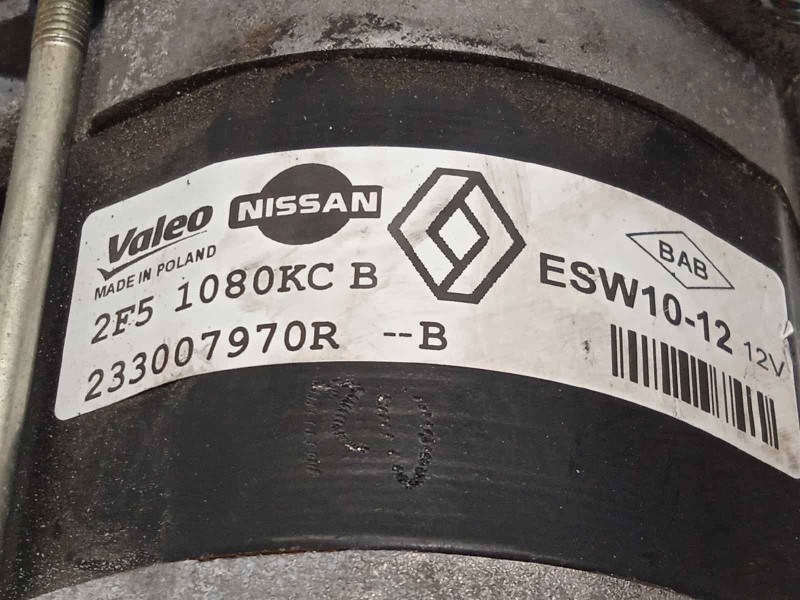 Valeo NISSAN
MADE IN POLAND
2F5 1080KC B
233007970R --B
BAB
ESW10-12 12V